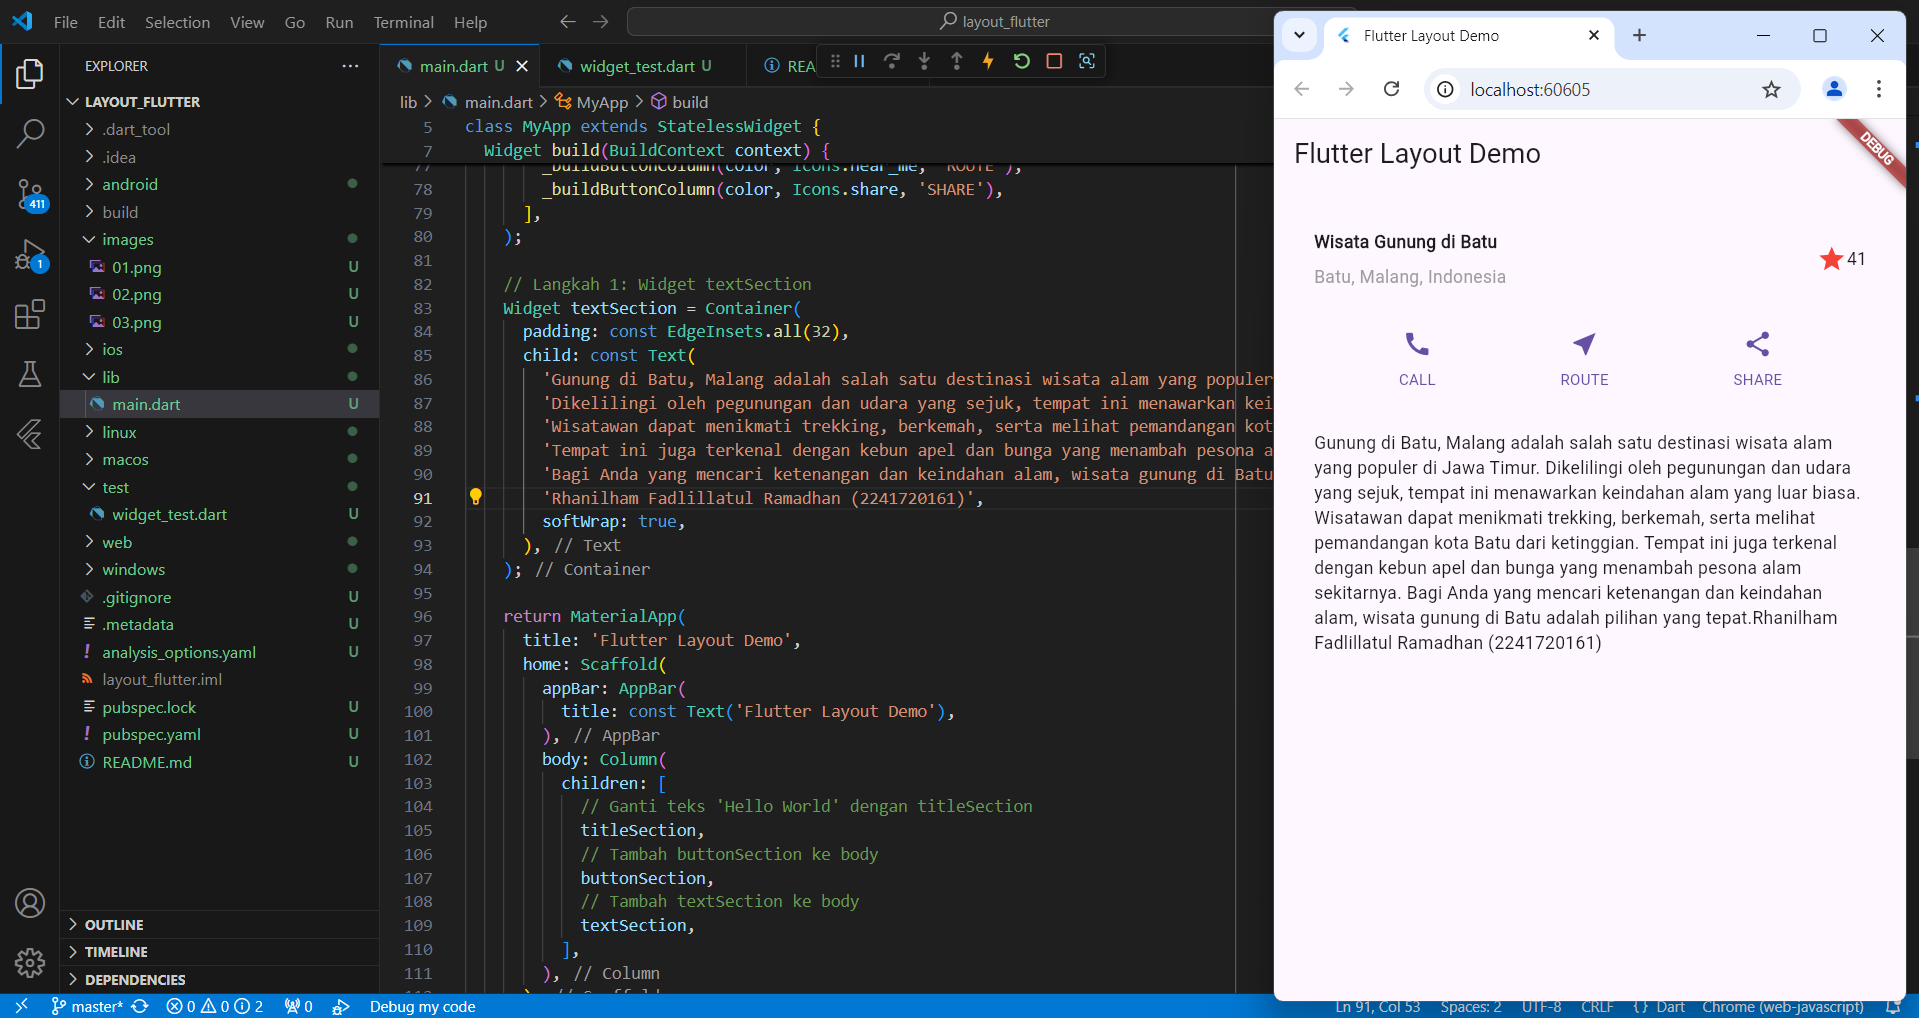 File Edit Selection View Go Run Terminal Help
layout_flutter
EXPLORER
LAYOUT_FLUTTER
.dart_tool
.idea
android
build
images
01.png U
02.png U
03.png U
ios
lib
main.dart U
linux
macos
test
widget_test.dart U
web
windows
.gitignore U
.metadata U
analysis_options.yaml U
layout_flutter.iml
pubspec.lock U
pubspec.yaml U
README.md U
OUTLINE
TIMELINE
DEPENDENCIES
411
1
main.dart U
widget_test.dart U
REA
lib > main.dart > MyApp > build
5 class MyApp extends StatelessWidget {
7 Widget build(BuildContext context) {
77 _buildButtonColumn(color, Icons.near_me, 'ROUTE'),
78 _buildButtonColumn(color, Icons.share, 'SHARE'),
79 ],
80 );
81
82 // Langkah 1: Widget textSection
83 Widget textSection = Container(
84 padding: const EdgeInsets.all(32),
85 child: const Text(
86 'Gunung di Batu, Malang adalah salah satu destinasi wisata alam yang populer
87 'Dikelilingi oleh pegunungan dan udara yang sejuk, tempat ini menawarkan kei
88 'Wisatawan dapat menikmati trekking, berkemah, serta melihat pemandangan kot
89 'Tempat ini juga terkenal dengan kebun apel dan bunga yang menambah pesona a
90 'Bagi Anda yang mencari ketenangan dan keindahan alam, wisata gunung di Batu
91 'Rhanilham Fadlillatul Ramadhan (2241720161)',
92 softWrap: true,
93 ), // Text
94 ); // Container
95
96 return MaterialApp(
97 title: 'Flutter Layout Demo',
98 home: Scaffold(
99 appBar: AppBar(
100 title: const Text('Flutter Layout Demo'),
101 ), // AppBar
102 body: Column(
103 children: [
104 // Ganti teks 'Hello World' dengan titleSection
105 titleSection,
106 // Tambah buttonSection ke body
107 buttonSection,
108 // Tambah textSection ke body
109 textSection,
110 ],
111 ), // Column
Flutter Layout Demo
localhost:60605
DEBUG
Flutter Layout Demo
Wisata Gunung di Batu
Batu, Malang, Indonesia
41
CALL ROUTE SHARE
Gunung di Batu, Malang adalah salah satu destinasi wisata alam
yang populer di Jawa Timur. Dikelilingi oleh pegunungan dan udara
yang sejuk, tempat ini menawarkan keindahan alam yang luar biasa.
Wisatawan dapat menikmati trekking, berkemah, serta melihat
pemandangan kota Batu dari ketinggian. Tempat ini juga terkenal
dengan kebun apel dan bunga yang menambah pesona alam
sekitarnya. Bagi Anda yang mencari ketenangan dan keindahan
alam, wisata gunung di Batu adalah pilihan yang tepat.Rhanilham
Fadlillatul Ramadhan (2241720161)
master* 0 0 2 0 Debug my code
Ln 91, Col 53 Spaces: 2 UTF-8 CRLF { } Dart Chrome (web-javascript)